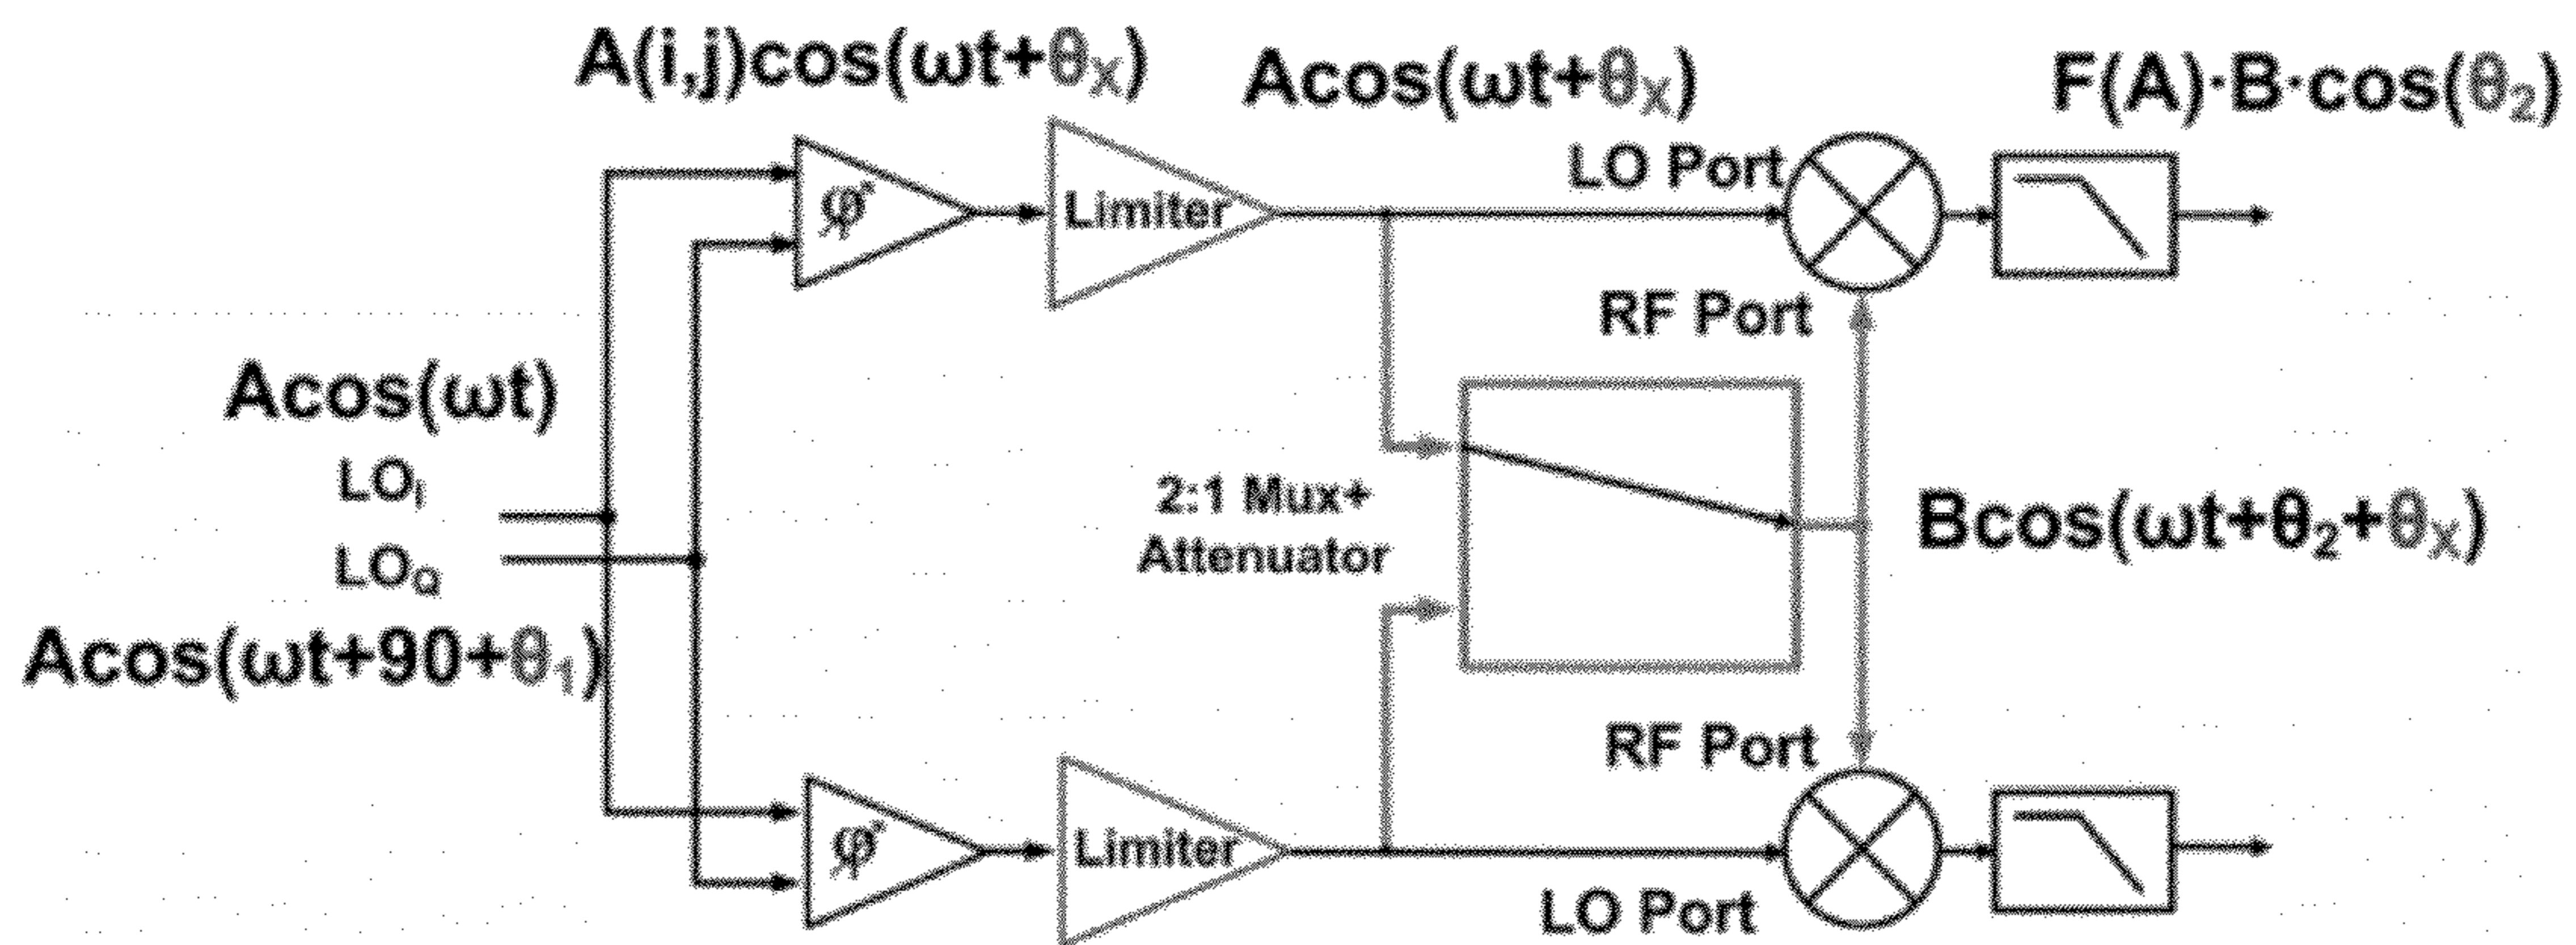 A(i,j)cos(ωt+θX)
Acos(ωt+θX)
F(A)·B·cos(θ2)
LO Port
φ
Limiter
RF Port
Acos(ωt)
LOI
2:1 Mux+
Attenuator
Bcos(ωt+θ2+θX)
LOQ
Acos(ωt+90+θ1)
RF Port
φ
Limiter
LO Port